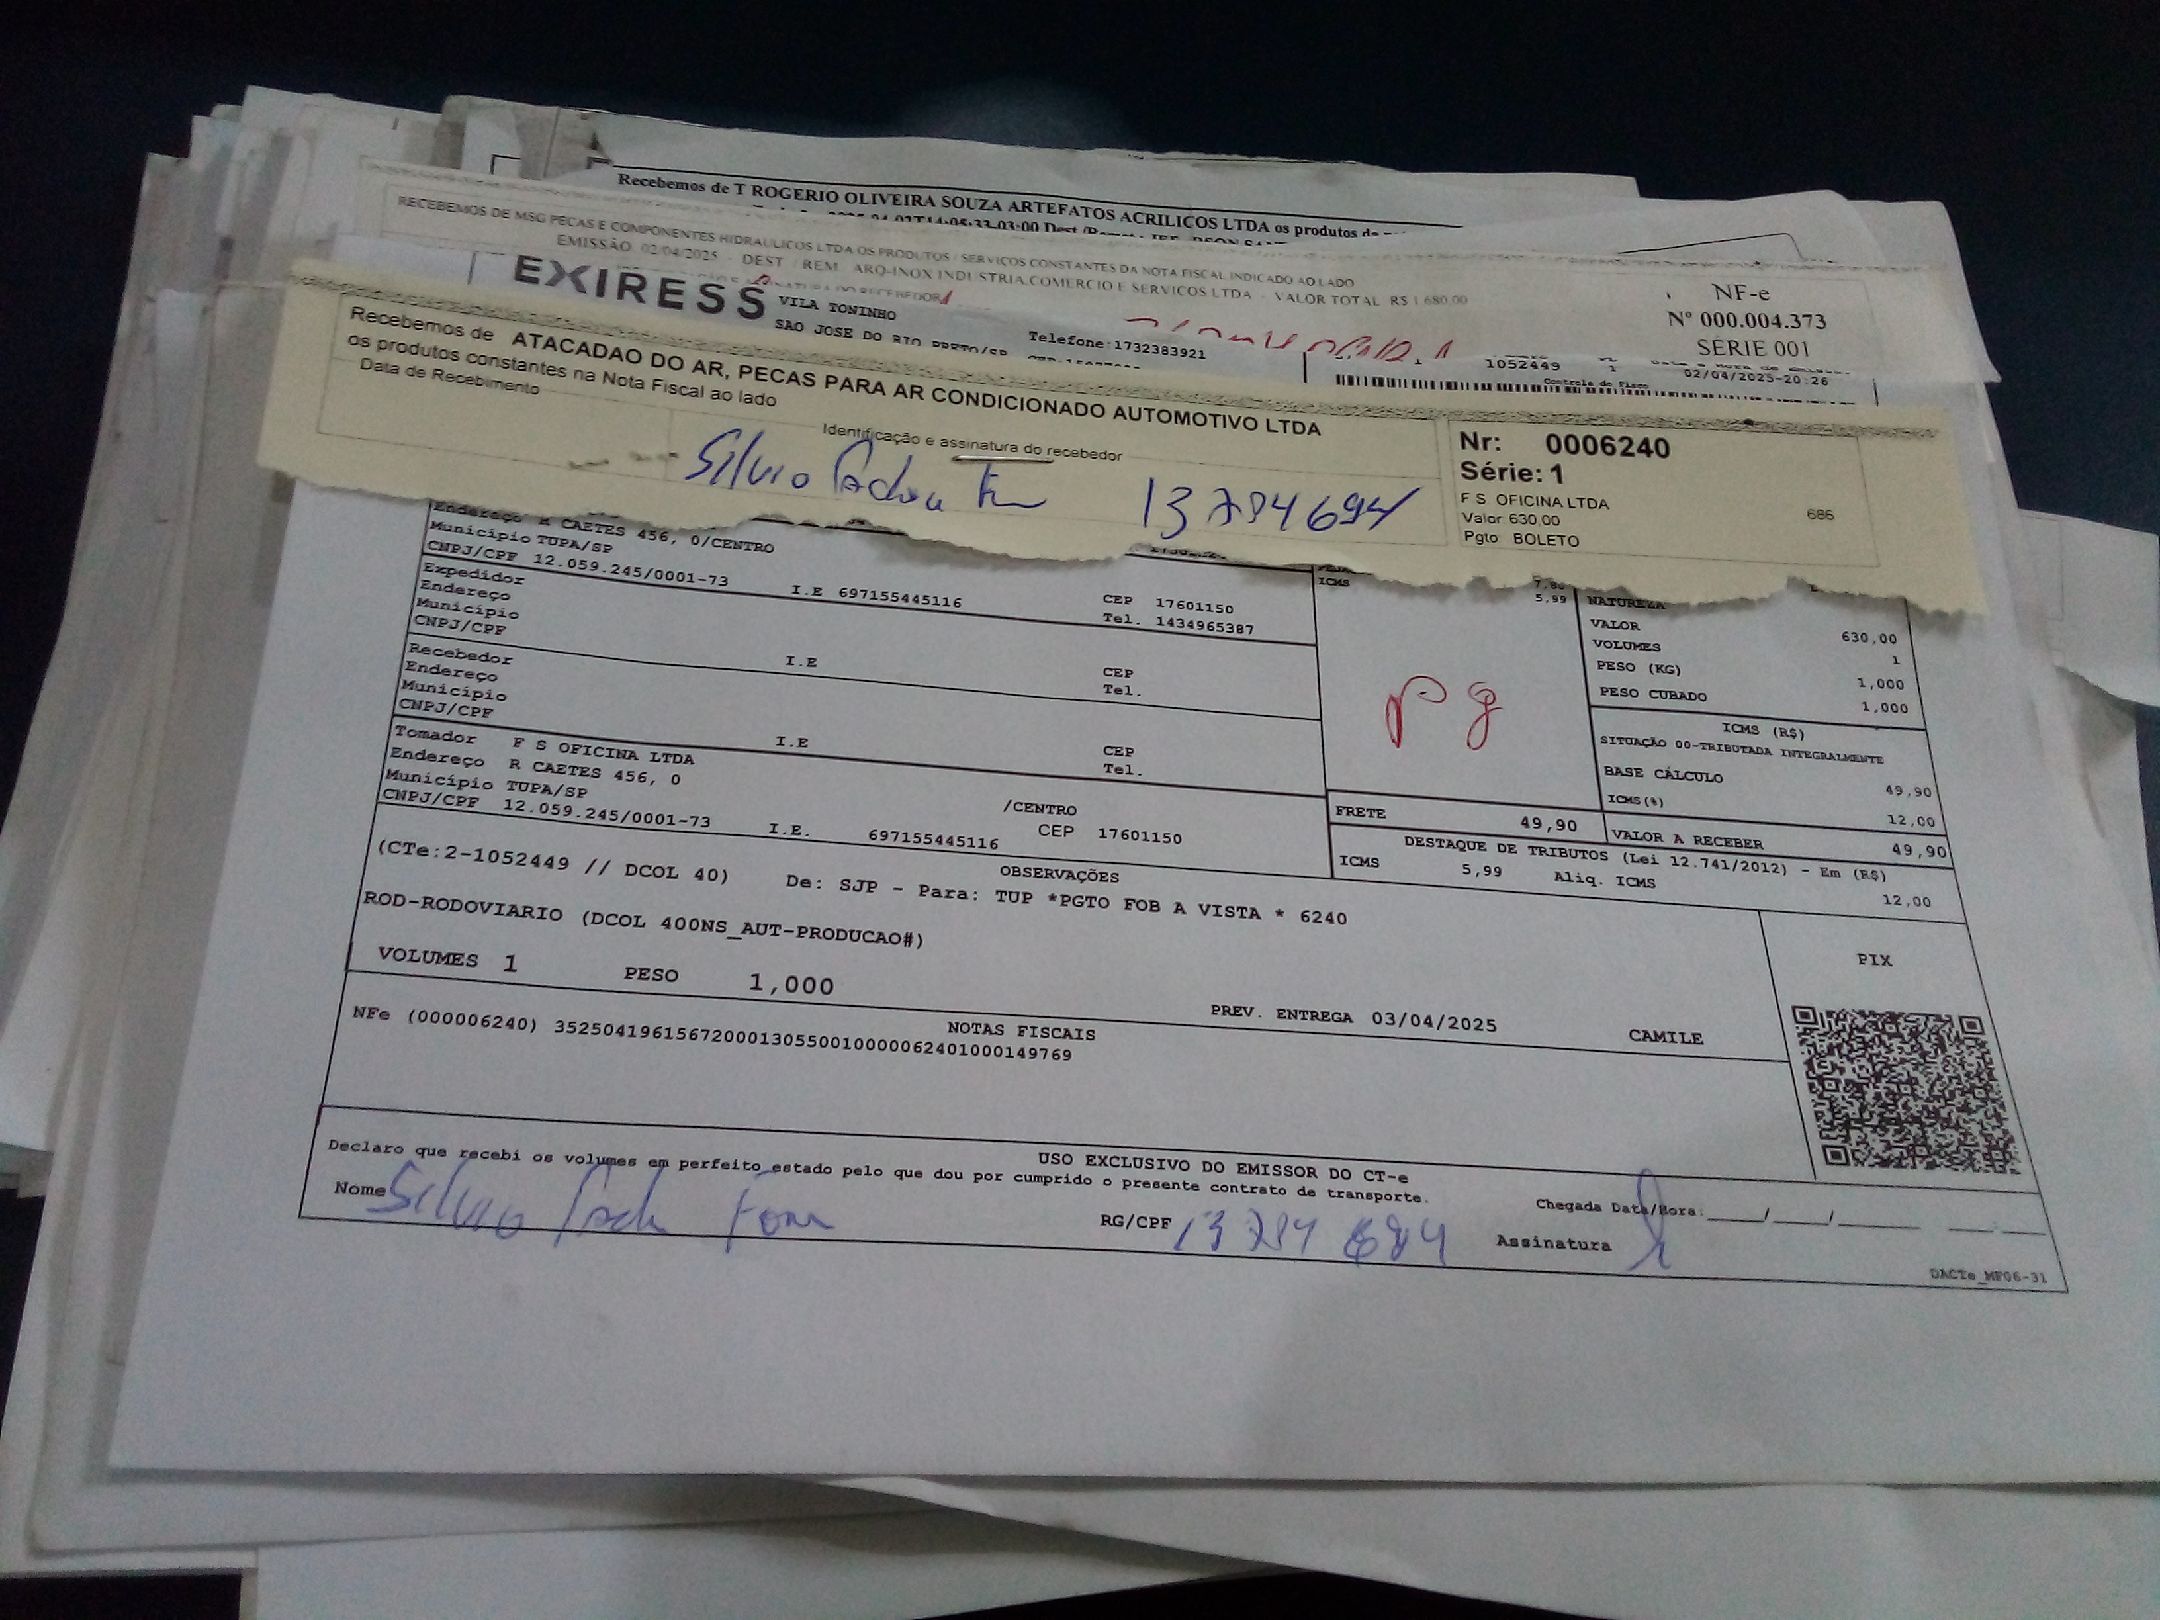 Recebemos de T ROGERIO OLIVEIRA SOUZA ARTEFATOS ACRILICOS LTDA os produtos
RECEBEMOS DE MSG PECAS E COMPONENTES HIDRAULICOS LTDA OS PRODUTOS / SERVIÇOS CONSTANTES DA NOTA FISCAL INDICADO AO LADO
EMISSÃO 02/04/2025 - DEST / REM ARO-INOX INDUSTRIA,COMERCIO E SERVICOS LTDA - VALOR TOTAL R$ 1.680,00
NF-e
Nº 000.004.373
SÉRIE 001
EXIRESS
VILA TONINHO
SAO JOSE DO RIO PRETO/SP
Telefone:1732383921
1052449
02/04/2025-20:26
Controle do Fisco
Recebemos de ATACADAO DO AR, PECAS PARA AR CONDICIONADO AUTOMOTIVO LTDA
os produtos constantes na Nota Fiscal ao lado
Data de Recebimento
Identificação e assinatura do recebedor
Silvio
Nr: 0006240
Série: 1
F S OFICINA LTDA 686
Valor 630,00
Pgto BOLETO
Endereço R CAETES 456, 0/CENTRO
Município TUPA/SP CEP 17601150
CNPJ/CPF 12.059.245/0001-73 I.E 697155445116 Tel. 1434965387
Expedidor
Endereço
Município CEP
CNPJ/CPF I.E Tel.
Recebedor
Endereço
Município CEP
CNPJ/CPF I.E Tel.
Tomador F S OFICINA LTDA
Endereço R CAETES 456, 0 /CENTRO
Município TUPA/SP CEP 17601150
CNPJ/CPF 12.059.245/0001-73 I.E. 697155445116
ICMS 5,99
pg
NATUREZA
VALOR 630,00
VOLUMES 1
PESO (KG) 1,000
PESO CUBADO 1,000
ICMS (R$)
SITUAÇÃO 00-TRIBUTADA INTEGRALMENTE
BASE CÁLCULO 49,90
ICMS(%) 12,00
FRETE 49,90
VALOR A RECEBER 49,90
DESTAQUE DE TRIBUTOS (Lei 12.741/2012) - Em (R$)
ICMS 5,99 Aliq. ICMS 12,00
OBSERVAÇÕES
(CTe:2-1052449 // DCOL 40) De: SJP - Para: TUP *PGTO FOB A VISTA * 6240
ROD-RODOVIARIO (DCOL 400NS_AUT-PRODUCAO#)
VOLUMES 1 PESO 1,000 PREV. ENTREGA 03/04/2025 CAMILE
PIX
NOTAS FISCAIS
NFe (000006240) 35250419615672000130550010000062401000149769
USO EXCLUSIVO DO EMISSOR DO CT-e
Declaro que recebi os volumes em perfeito estado pelo que dou por cumprido o presente contrato de transporte.
Chegada Data/Hora:
Nome Silvio
RG/CPF
Assinatura
DACTe_MF06-31